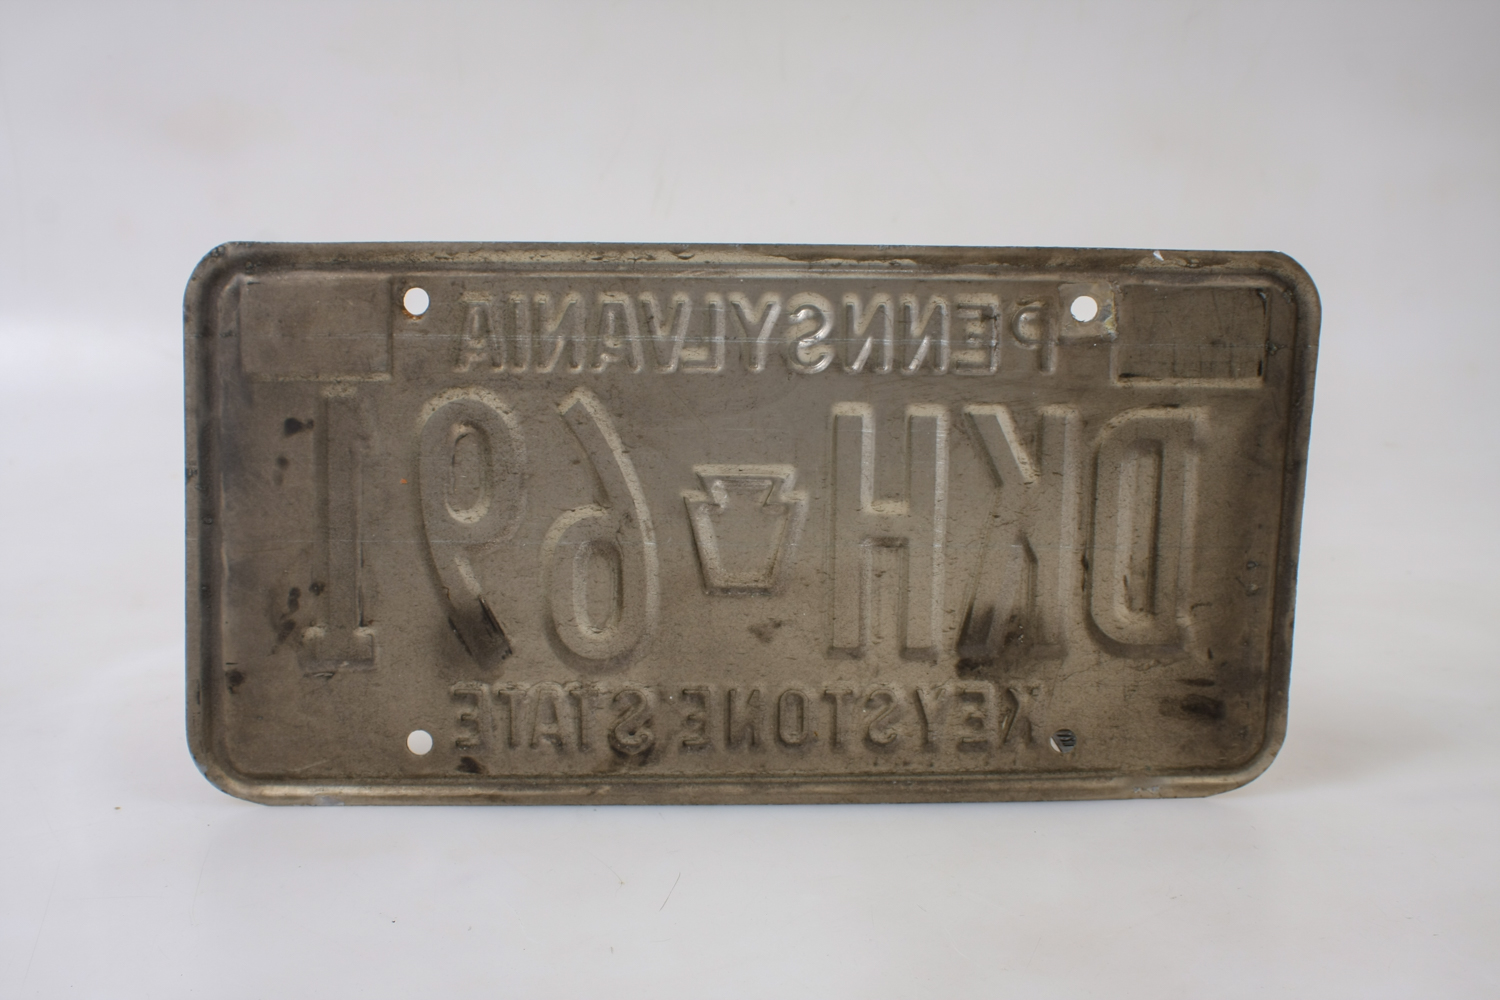 PENNSYLVANIA
DKH 691
KEYSTONE STATE